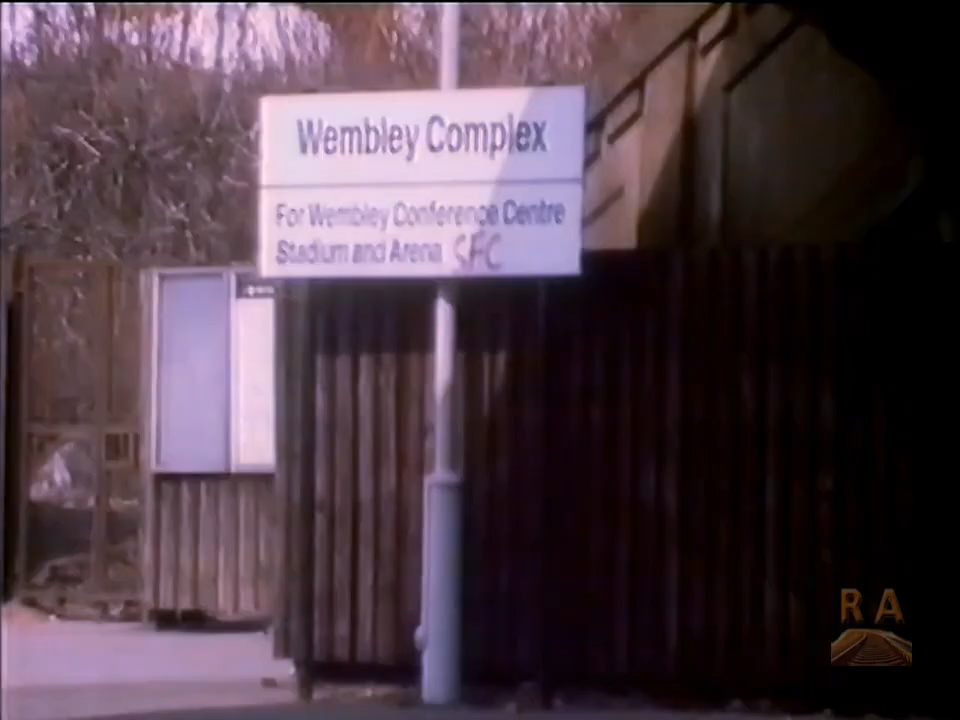 Wembley Complex
For Wembley Conference Centre
Stadium and Arena SFC
RA